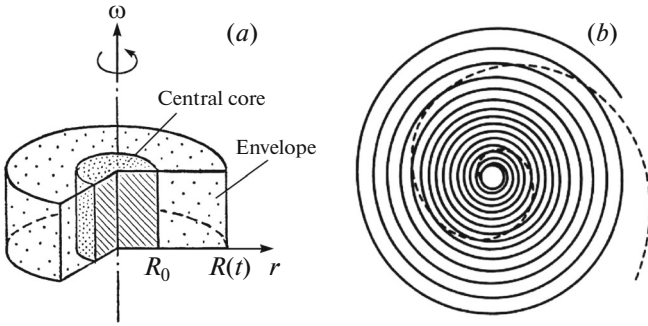 ω
(a)
Central core
Envelope
R₀
R(t)
r
(b)